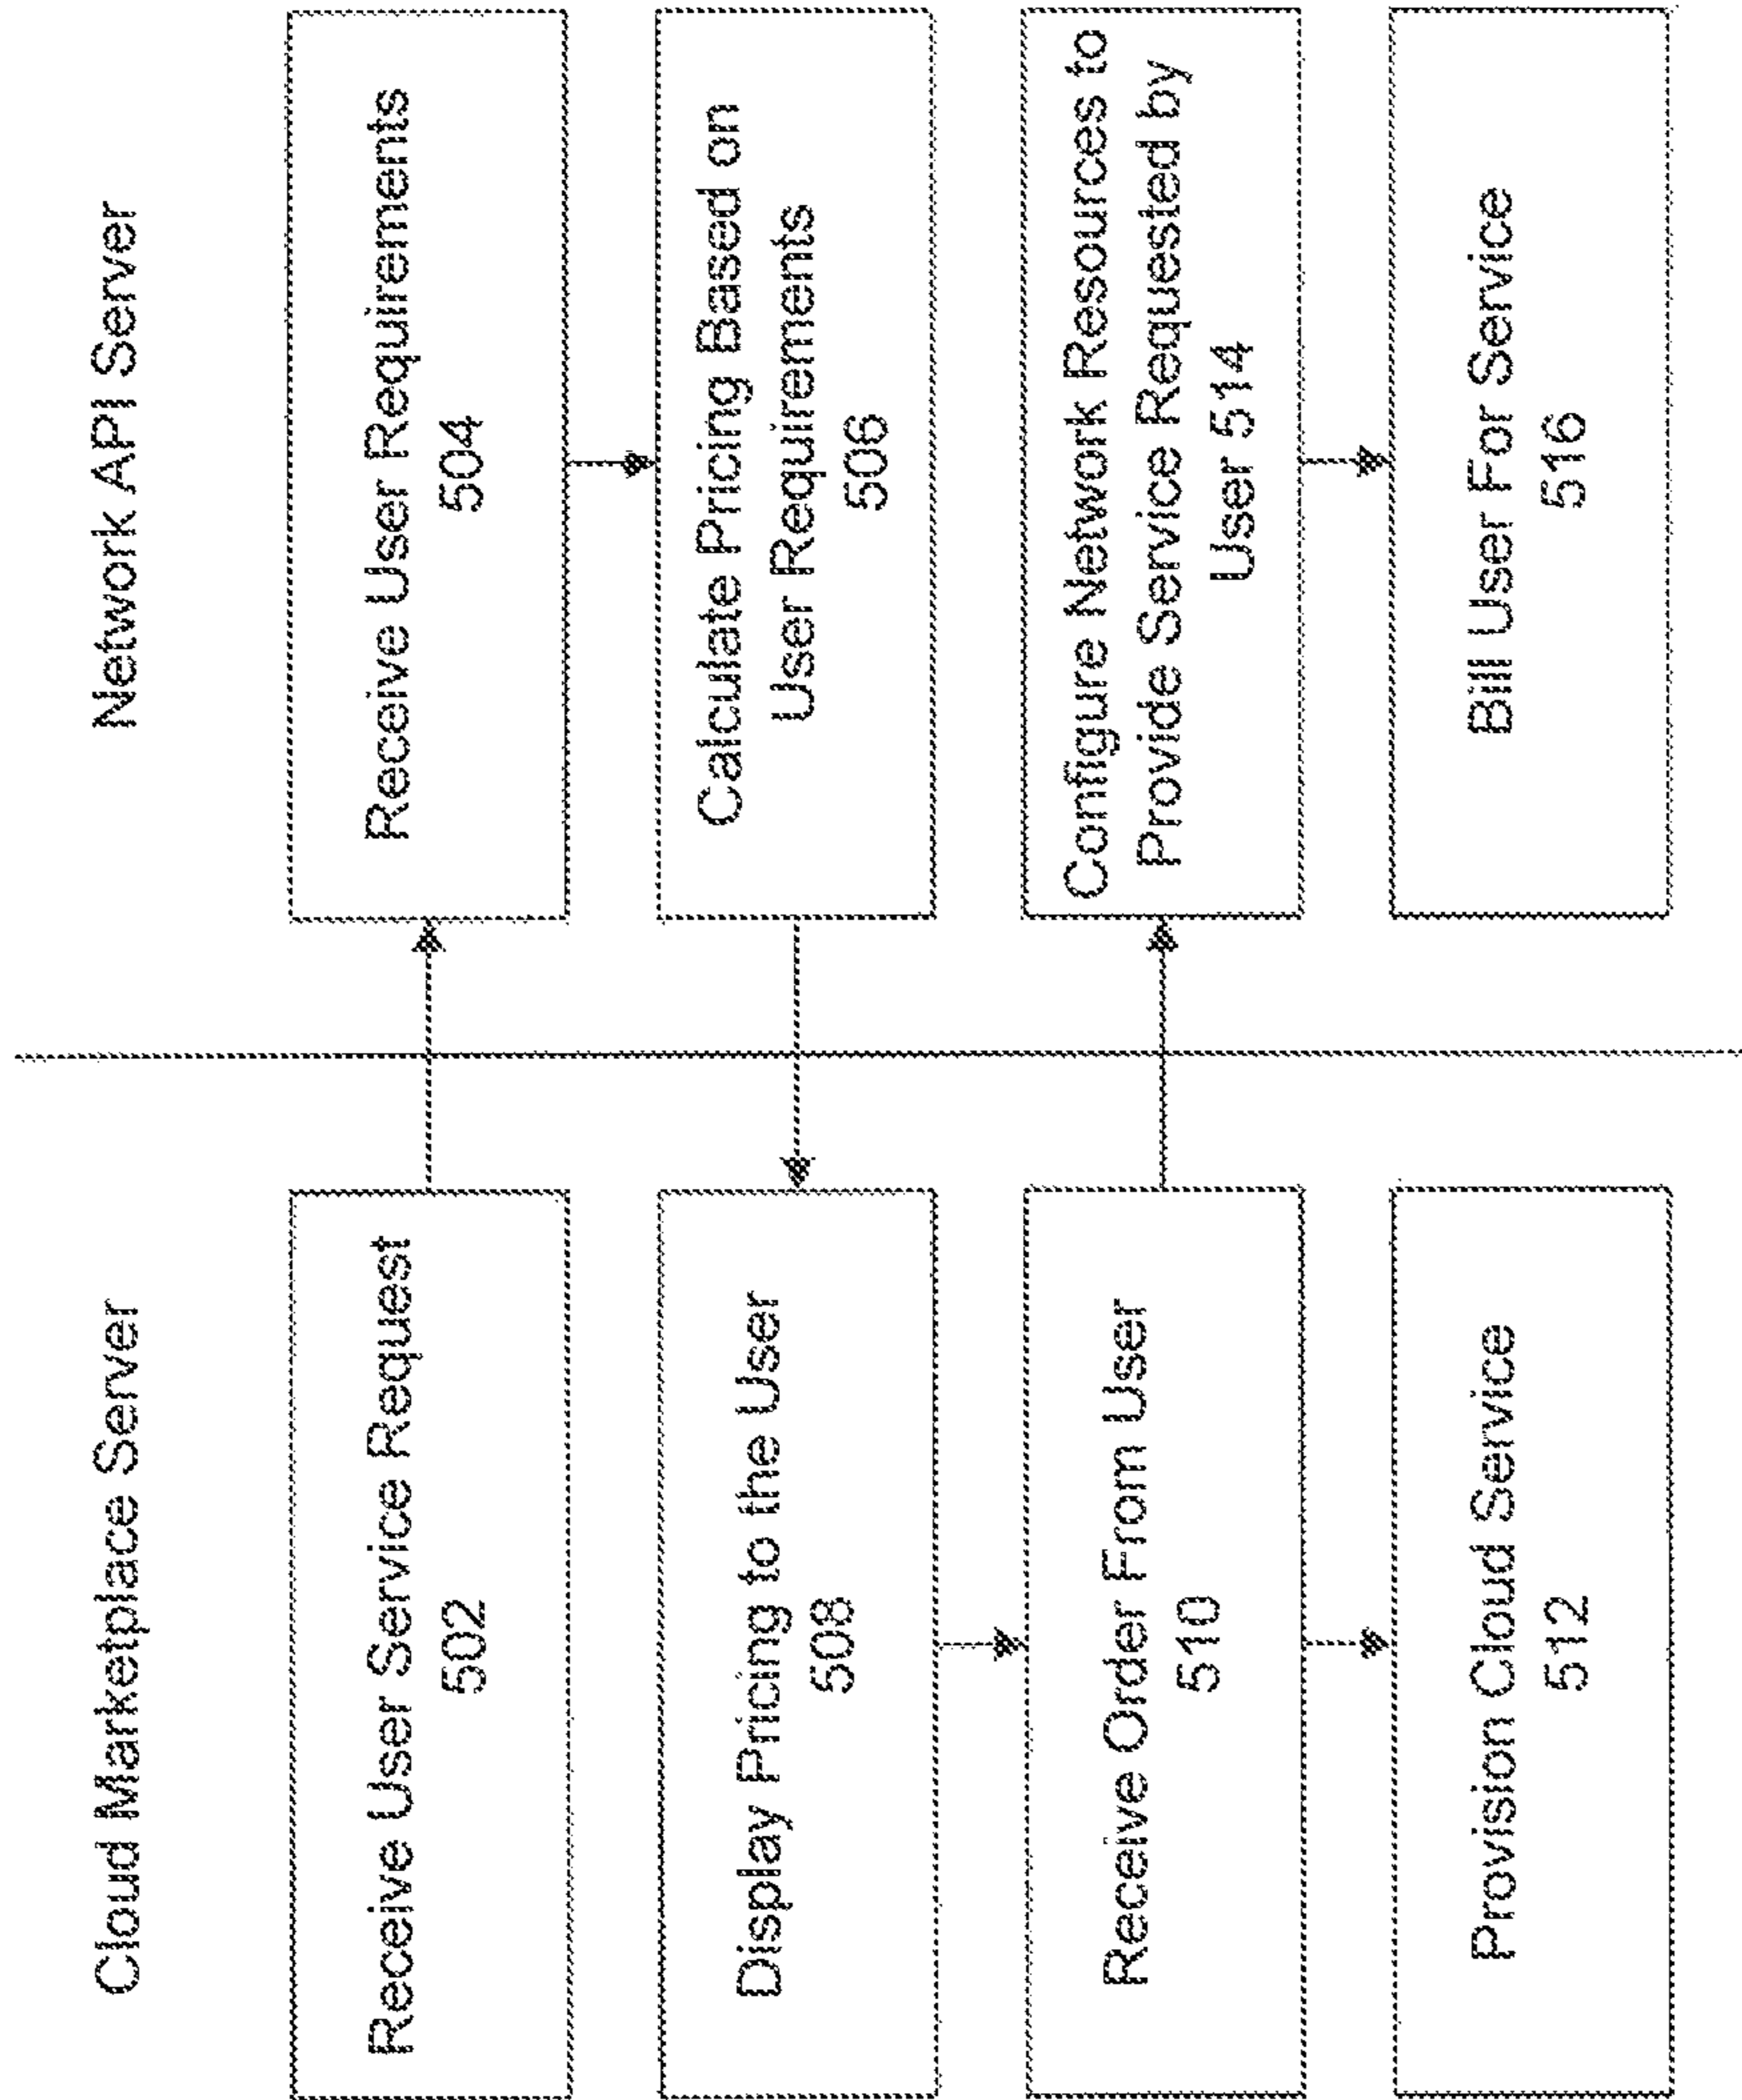 Cloud Marketplace Server
Network API Server
Receive User Service Request
502
Receive User Requirements
504
Calculate Pricing Based on
User Requirements
506
Display Pricing to the User
508
Receive Order From User
510
Configure Network Resources to
Provide Service Requested by
User 514
Provision Cloud Service
512
Bill User For Service
516